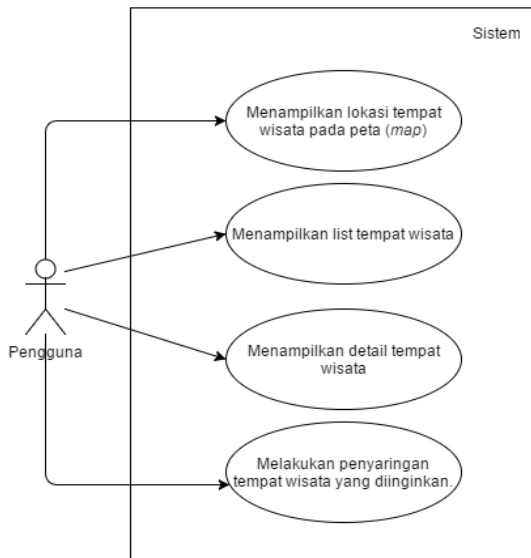 Sistem
Menampilkan lokasi tempat
wisata pada peta (map)
Menampilkan list tempat wisata
Pengguna
Menampilkan detail tempat
wisata
Melakukan penyaringan
tempat wisata yang diinginkan.